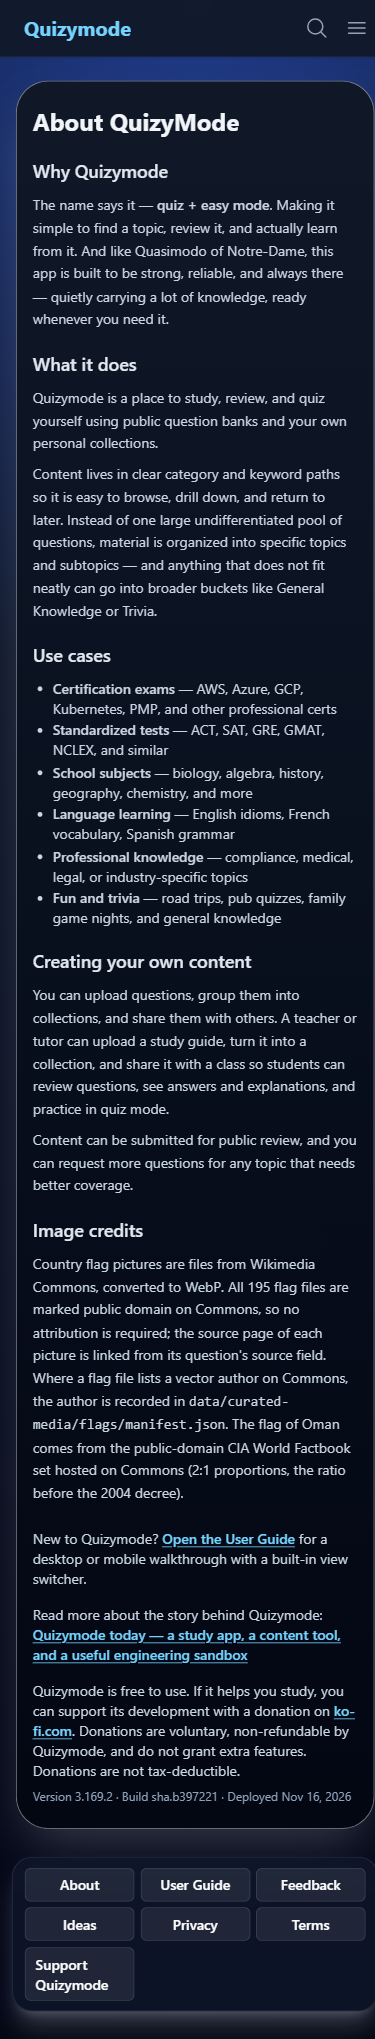 Quizymode
About QuizyMode
Why Quizymode
The name says it — quiz + easy mode. Making it
simple to find a topic, review it, and actually learn
from it. And like Quasimodo of Notre-Dame, this
app is built to be strong, reliable, and always there
— quietly carrying a lot of knowledge, ready
whenever you need it.
What it does
Quizymode is a place to study, review, and quiz
yourself using public question banks and your own
personal collections.
Content lives in clear category and keyword paths
so it is easy to browse, drill down, and return to
later. Instead of one large undifferentiated pool of
questions, material is organized into specific topics
and subtopics — and anything that does not fit
neatly can go into broader buckets like General
Knowledge or Trivia.
Use cases
• Certification exams — AWS, Azure, GCP,
Kubernetes, PMP, and other professional certs
• Standardized tests — ACT, SAT, GRE, GMAT,
NCLEX, and similar
• School subjects — biology, algebra, history,
geography, chemistry, and more
• Language learning — English idioms, French
vocabulary, Spanish grammar
• Professional knowledge — compliance, medical,
legal, or industry-specific topics
• Fun and trivia — road trips, pub quizzes, family
game nights, and general knowledge
Creating your own content
You can upload questions, group them into
collections, and share them with others. A teacher or
tutor can upload a study guide, turn it into a
collection, and share it with a class so students can
review questions, see answers and explanations, and
practice in quiz mode.
Content can be submitted for public review, and you
can request more questions for any topic that needs
better coverage.
Image credits
Country flag pictures are files from Wikimedia
Commons, converted to WebP. All 195 flag files are
marked public domain on Commons, so no
attribution is required; the source page of each
picture is linked from its question's source field.
Where a flag file lists a vector author on Commons,
the author is recorded in data/curated-
media/flags/manifest.json. The flag of Oman
comes from the public-domain CIA World Factbook
set hosted on Commons (2:1 proportions, the ratio
before the 2004 decree).
New to Quizymode? Open the User Guide for a
desktop or mobile walkthrough with a built-in view
switcher.
Read more about the story behind Quizymode:
Quizymode today — a study app, a content tool,
and a useful engineering sandbox
Quizymode is free to use. If it helps you study, you
can support its development with a donation on ko-
fi.com. Donations are voluntary, non-refundable by
Quizymode, and do not grant extra features.
Donations are not tax-deductible.
Version 3.169.2 · Build sha.b397221 · Deployed Nov 16, 2026
About
User Guide
Feedback
Ideas
Privacy
Terms
Support
Quizymode